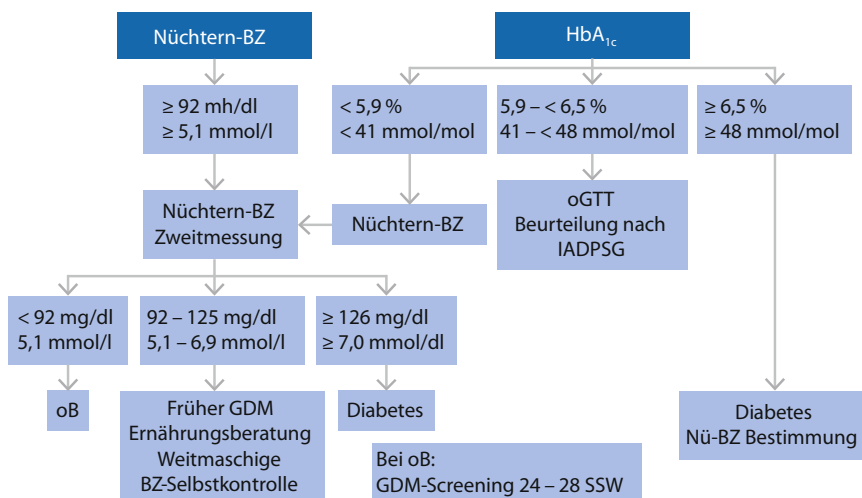 Nüchtern-BZ
HbA1c
≥ 92 mh/dl
≥ 5,1 mmol/l
< 5,9 %
< 41 mmol/mol
5,9 – < 6,5 %
41 – < 48 mmol/mol
≥ 6,5 %
≥ 48 mmol/mol
Nüchtern-BZ
Zweitmessung
Nüchtern-BZ
oGTT
Beurteilung nach
IADPSG
< 92 mg/dl
5,1 mmol/l
92 – 125 mg/dl
5,1 – 6,9 mmol/l
≥ 126 mg/dl
≥ 7,0 mmol/dl
oB
Früher GDM
Ernährungsberatung
Weitmaschige
BZ-Selbstkontrolle
Diabetes
Diabetes
Nü-BZ Bestimmung
Bei oB:
GDM-Screening 24 – 28 SSW